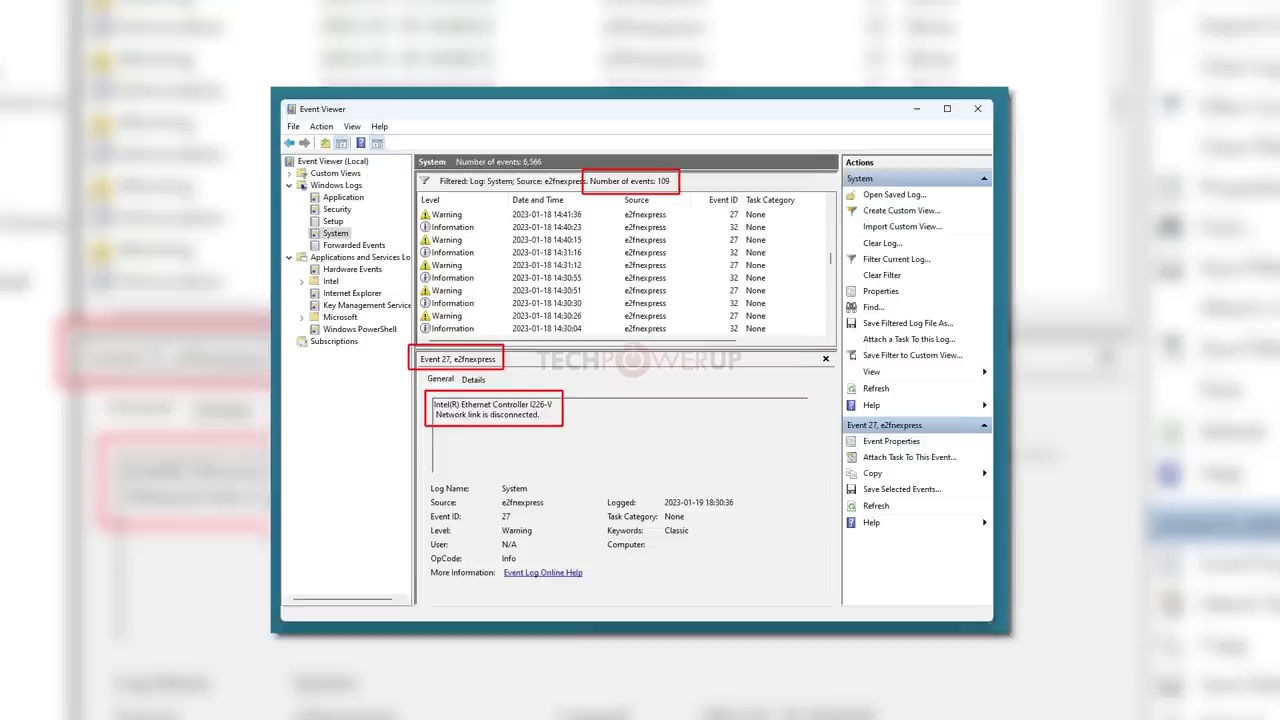 Event Viewer
File Action View Help
Event Viewer (Local)
Custom Views
Windows Logs
Application
Security
Setup
System
Forwarded Events
Applications and Services Lo
Hardware Events
Intel
Internet Explorer
Key Management Service
Microsoft
Windows PowerShell
Subscriptions
System Number of events: 6,566
Filtered: Log: System; Source: e2fnexpress. Number of events: 109
Level Date and Time Source Event ID Task Category
Warning 2023-01-18 14:41:36 e2fnexpress 27 None
Information 2023-01-18 14:40:23 e2fnexpress 32 None
Warning 2023-01-18 14:40:15 e2fnexpress 27 None
Information 2023-01-18 14:31:16 e2fnexpress 32 None
Warning 2023-01-18 14:31:12 e2fnexpress 27 None
Information 2023-01-18 14:30:55 e2fnexpress 32 None
Warning 2023-01-18 14:30:51 e2fnexpress 27 None
Information 2023-01-18 14:30:30 e2fnexpress 32 None
Warning 2023-01-18 14:30:26 e2fnexpress 27 None
Information 2023-01-18 14:30:04 e2fnexpress 32 None
Event 27, e2fnexpress
TECHPOWERUP
General Details
Intel(R) Ethernet Controller I226-V
Network link is disconnected.
Log Name: System
Source: e2fnexpress Logged: 2023-01-19 18:30:36
Event ID: 27 Task Category: None
Level: Warning Keywords: Classic
User: N/A Computer:
OpCode: Info
More Information: Event Log Online Help
Actions
System
Open Saved Log...
Create Custom View...
Import Custom View...
Clear Log...
Filter Current Log...
Clear Filter
Properties
Find...
Save Filtered Log File As...
Attach a Task To this Log...
Save Filter to Custom View...
View
Refresh
Help
Event 27, e2fnexpress
Event Properties
Attach Task To This Event...
Copy
Save Selected Events...
Refresh
Help